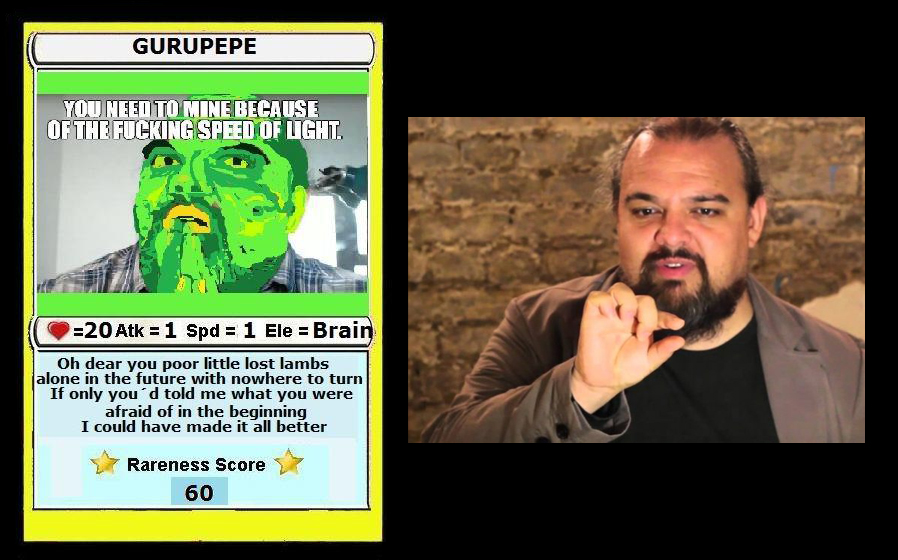 GURUPEPE
YOU NEED TO MINE BECAUSE
OF THE FUCKING SPEED OF LIGHT.
=20 Atk = 1 Spd = 1 Ele = Brain
Oh dear you poor little lost lambs
alone in the future with nowhere to turn
If only you´d told me what you were
afraid of in the beginning
I could have made it all better
Rareness Score
60